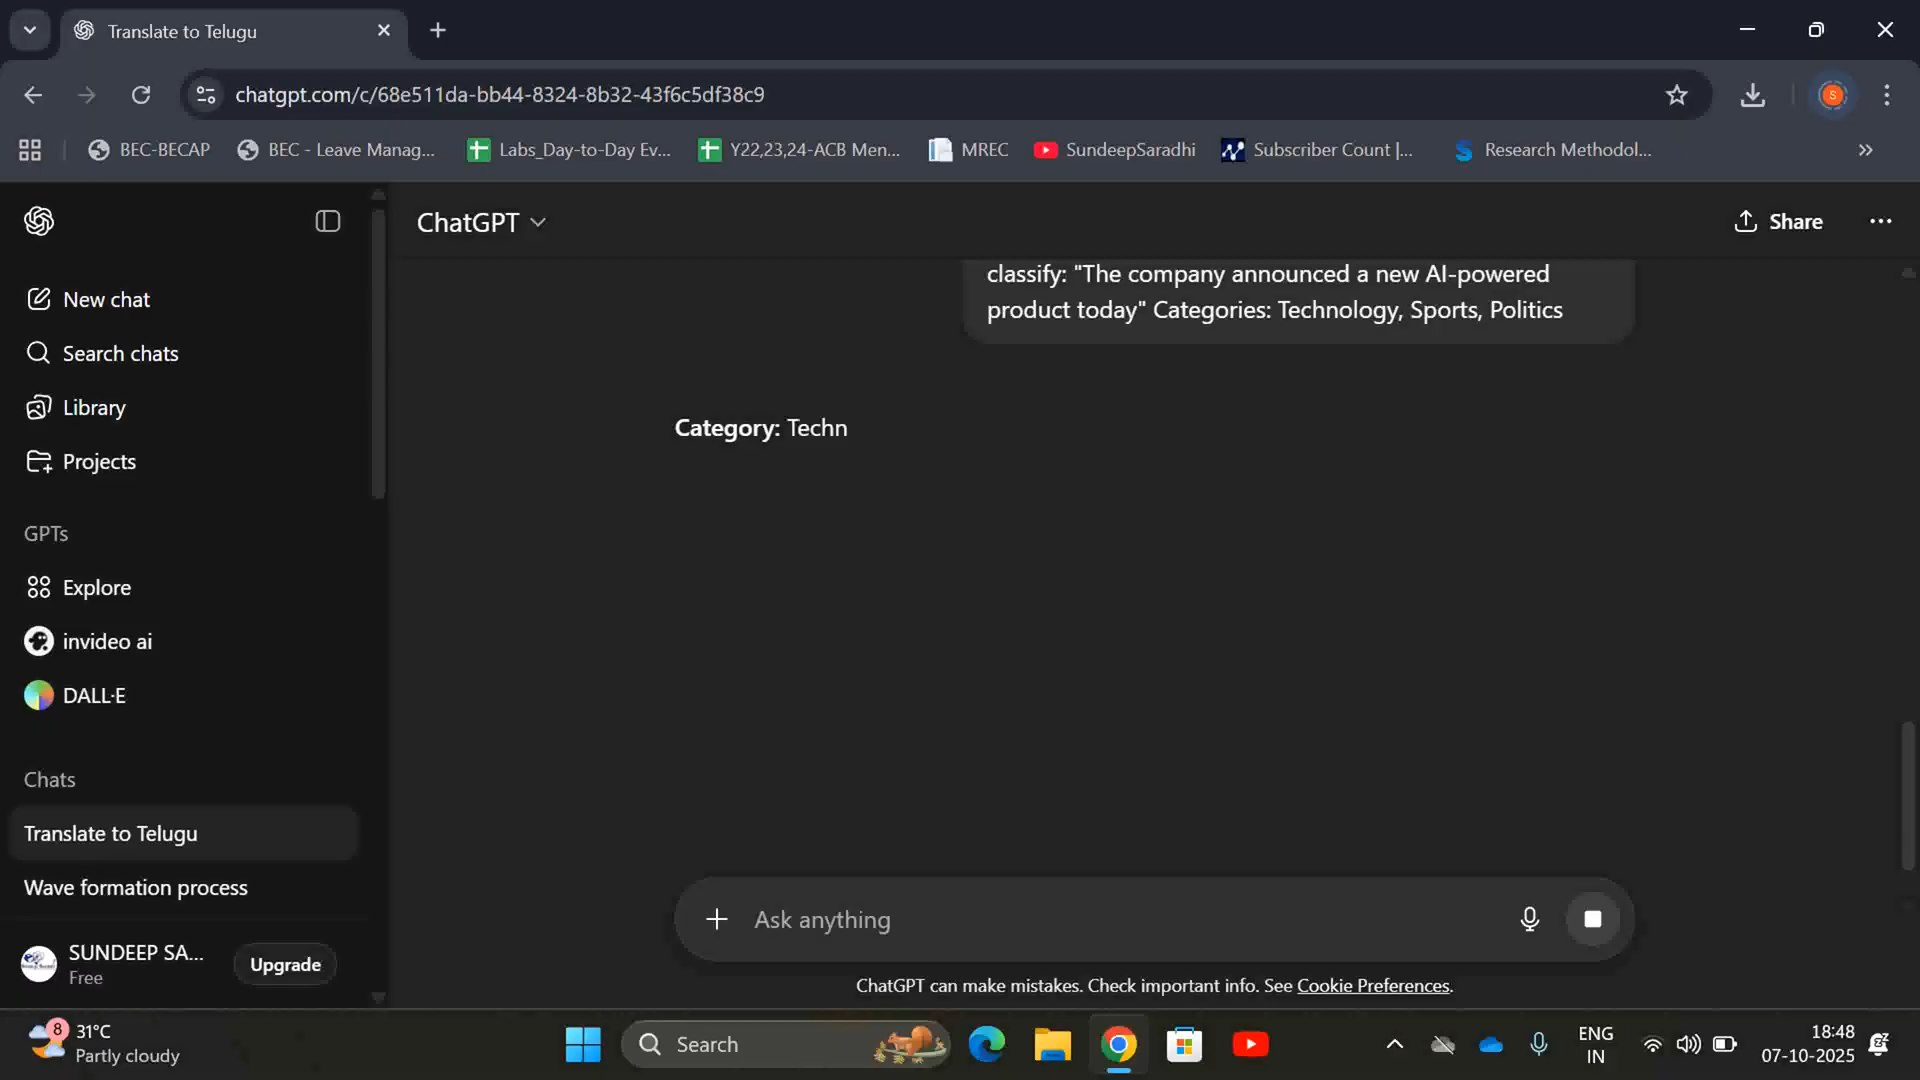 Translate to Telugu
chatgpt.com/c/68e511da-bb44-8324-8b32-43f6c5df38c9
S
BEC-BECAP
BEC - Leave Manag...
Labs_Day-to-Day Ev...
Y22,23,24-ACB Men...
MREC
SundeepSaradhi
Subscriber Count |...
Research Methodol...
ChatGPT
Share
New chat
Search chats
Library
Projects
GPTs
Explore
invideo ai
DALL·E
Chats
Translate to Telugu
Wave formation process
SUNDEEP SA...
Free
Upgrade
classify: "The company announced a new AI-powered
product today" Categories: Technology, Sports, Politics
Category: Techn
Ask anything
ChatGPT can make mistakes. Check important info. See Cookie Preferences.
8
31°C
Partly cloudy
Search
ENG
IN
18:48
07-10-2025